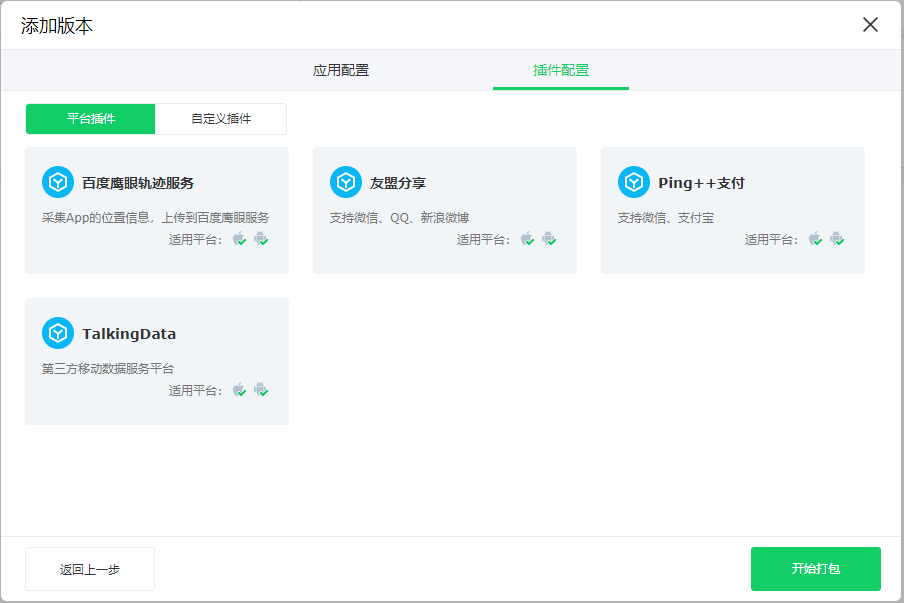 添加版本
应用配置
插件配置
平台插件
自定义插件
百度鹰眼轨迹服务
采集App的位置信息，上传到百度鹰眼服务
适用平台：
友盟分享
支持微信、QQ、新浪微博
适用平台：
Ping++支付
支持微信、支付宝
适用平台：
TalkingData
第三方移动数据服务平台
适用平台：
返回上一步
开始打包